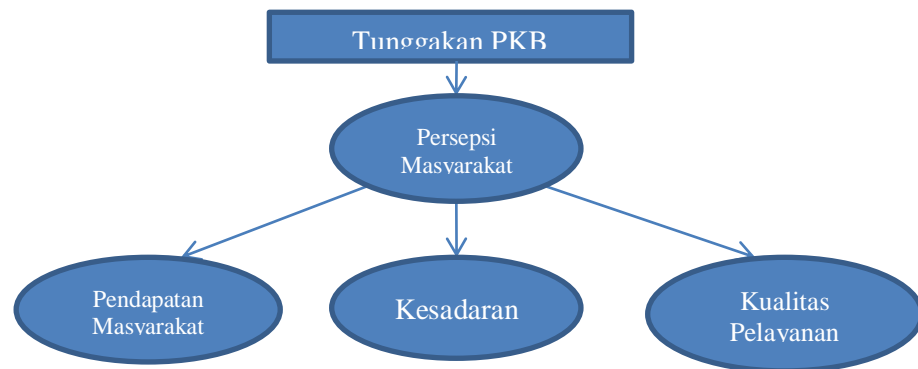 Tunggakan PKB
Persepsi
Masyarakat
Pendapatan
Masyarakat
Kesadaran
Kualitas
Pelayanan